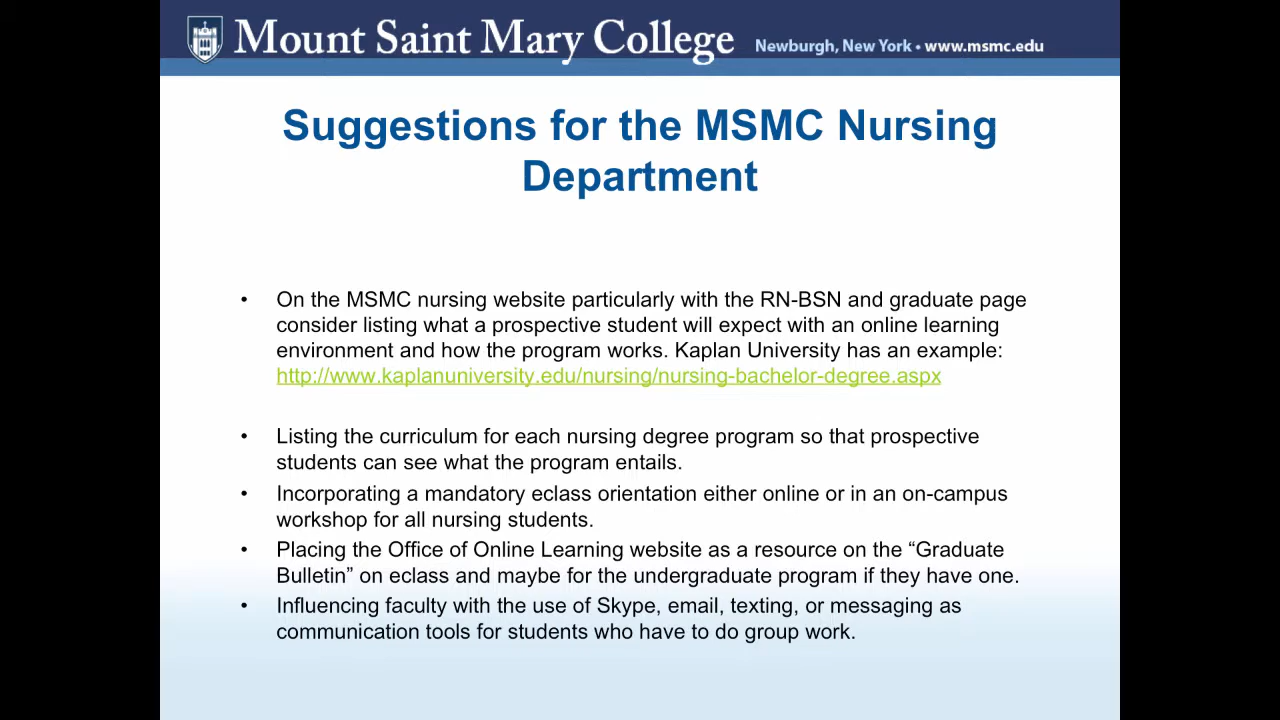 Mount Saint Mary College Newburgh, New York • www.msmc.edu
Suggestions for the MSMC Nursing
Department
• On the MSMC nursing website particularly with the RN-BSN and graduate page
consider listing what a prospective student will expect with an online learning
environment and how the program works. Kaplan University has an example:
http://www.kaplanuniversity.edu/nursing/nursing-bachelor-degree.aspx
• Listing the curriculum for each nursing degree program so that prospective
students can see what the program entails.
• Incorporating a mandatory eclass orientation either online or in an on-campus
workshop for all nursing students.
• Placing the Office of Online Learning website as a resource on the “Graduate
Bulletin” on eclass and maybe for the undergraduate program if they have one.
• Influencing faculty with the use of Skype, email, texting, or messaging as
communication tools for students who have to do group work.